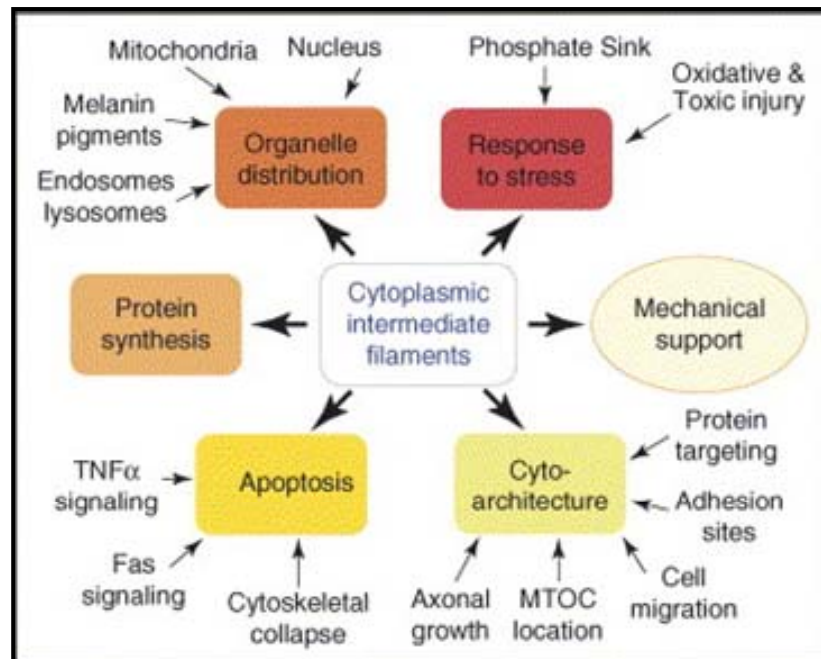 Mitochondria
Nucleus
Phosphate Sink
Oxidative &
Toxic injury
Melanin
pigments
Organelle
distribution
Response
to stress
Endosomes
lysosomes
Protein
synthesis
Cytoplasmic
intermediate
filaments
Mechanical
support
TNFα
signaling
Apoptosis
Cyto-
architecture
Protein
targeting
Adhesion
sites
Fas
signaling
Cytoskeletal
collapse
Axonal
growth
MTOC
location
Cell
migration